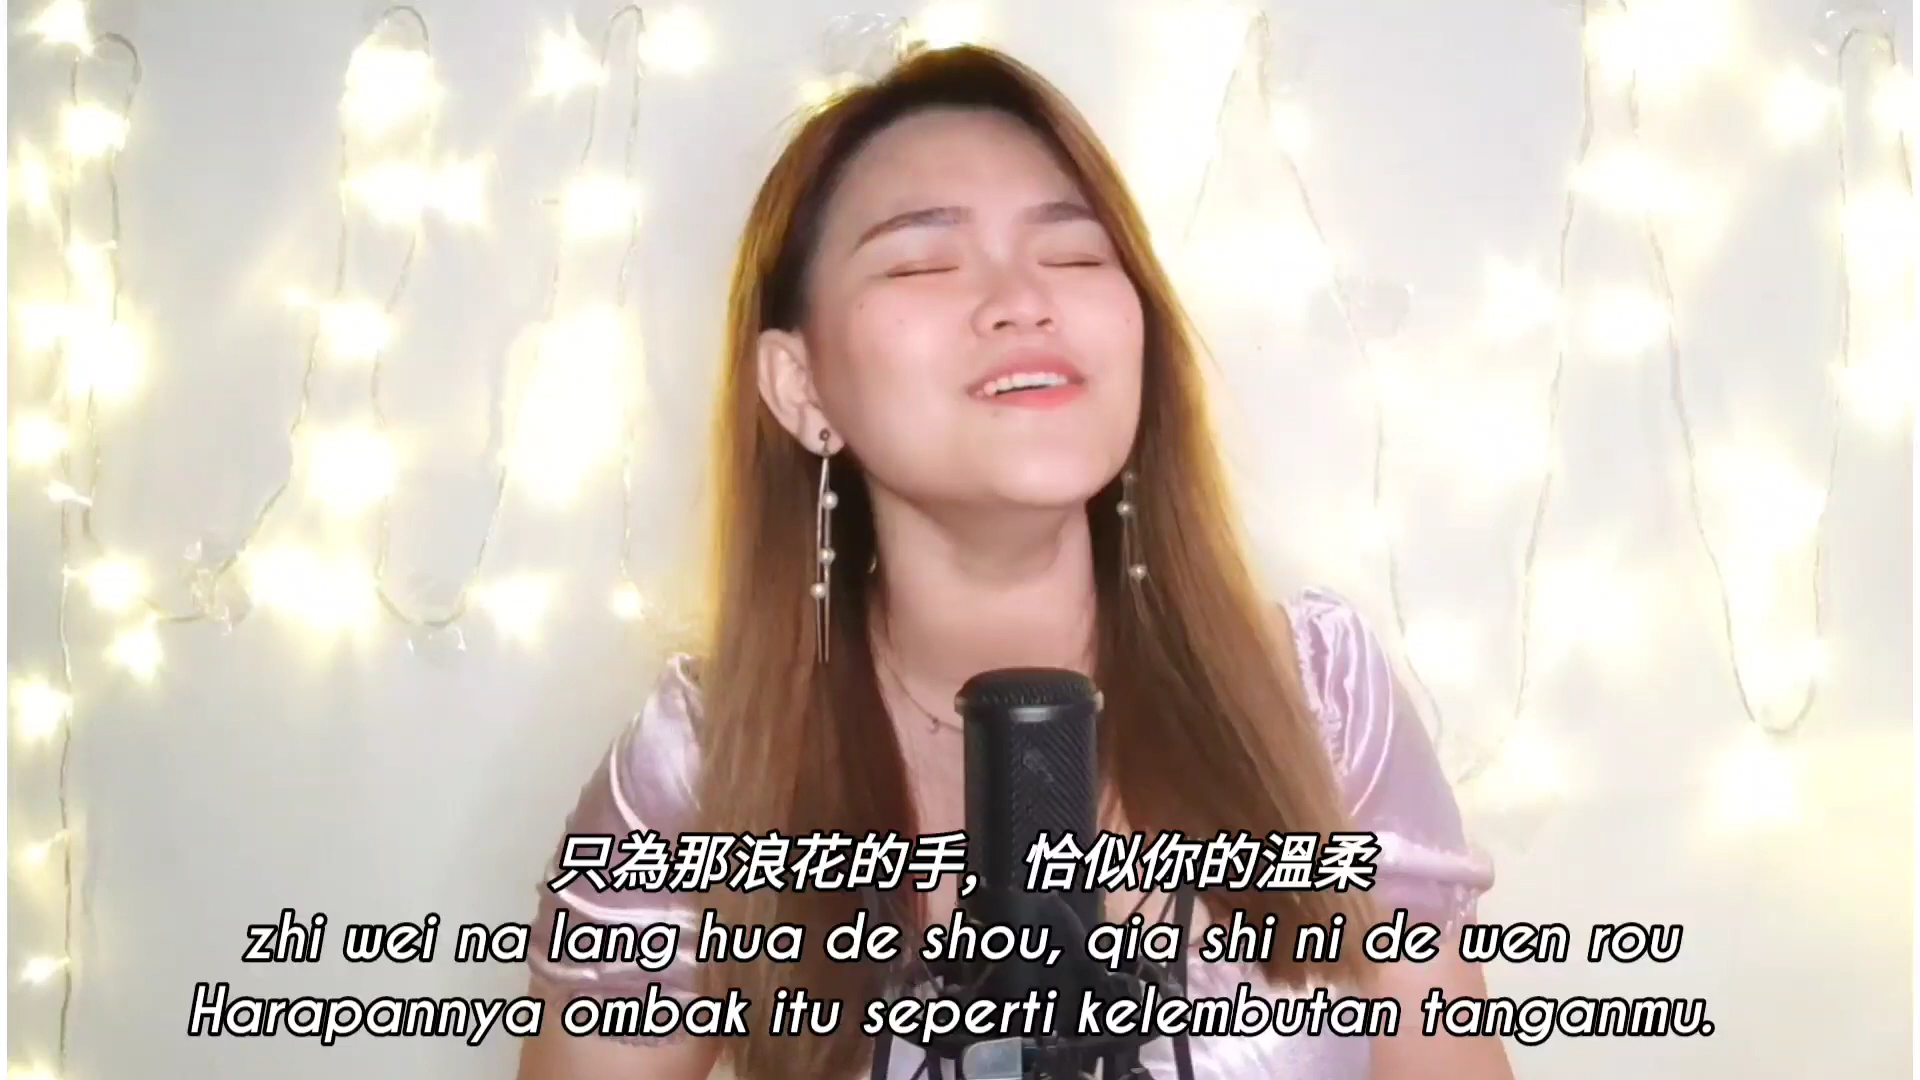 只為那浪花的手, 恰似你的溫柔
zhi wei na lang hua de shou, qia shi ni de wen rou
Harapannya ombak itu seperti kelembutan tanganmu.